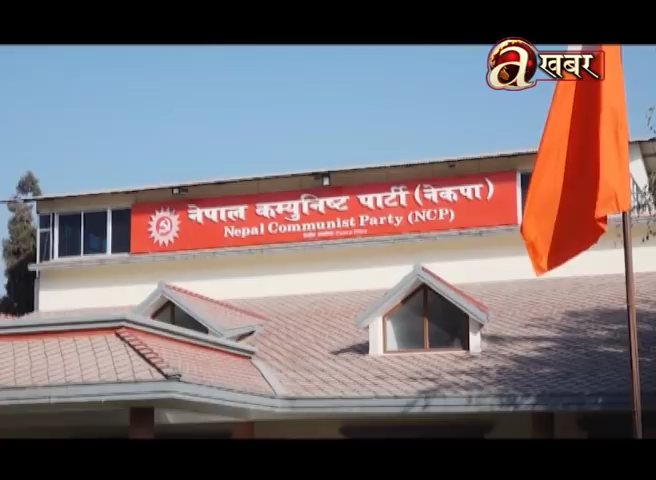 a खबर
नेपाल कम्युनिष्ट पार्टी (नेकपा)
Nepal Communist Party (NCP)